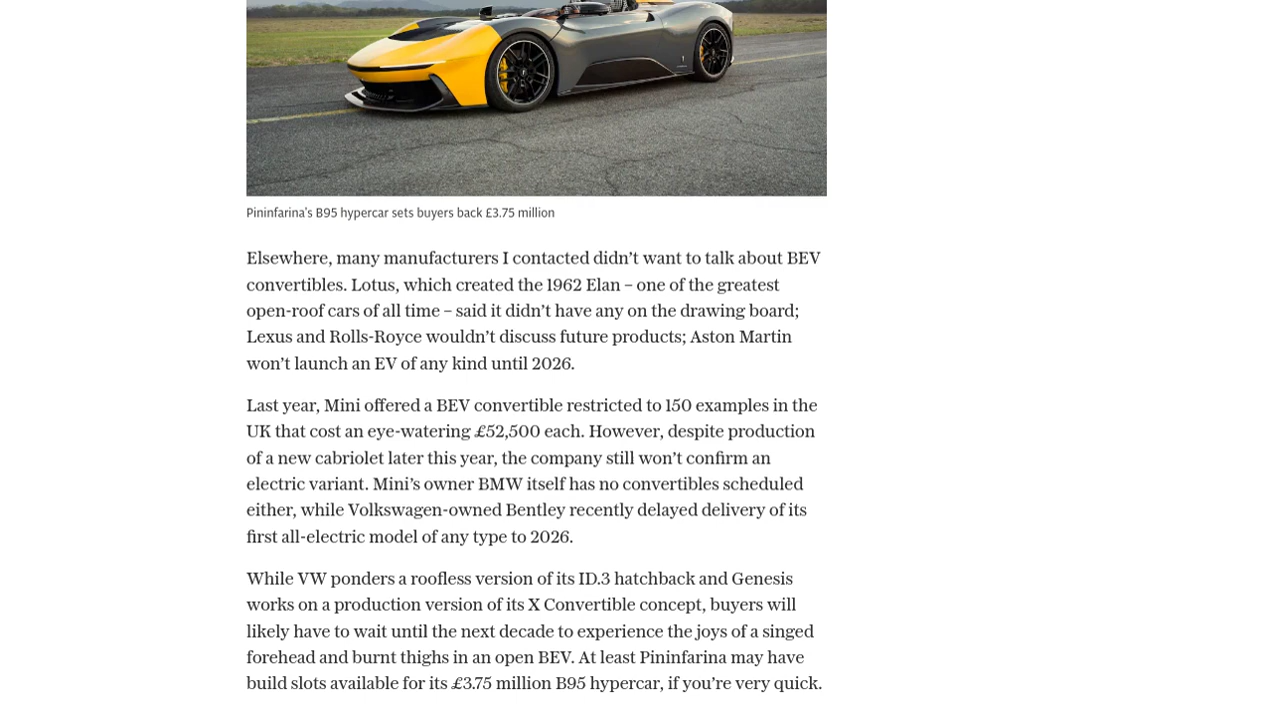 Pininfarina's B95 hypercar sets buyers back £3.75 million
Elsewhere, many manufacturers I contacted didn’t want to talk about BEV
convertibles. Lotus, which created the 1962 Elan – one of the greatest
open-roof cars of all time – said it didn’t have any on the drawing board;
Lexus and Rolls-Royce wouldn’t discuss future products; Aston Martin
won’t launch an EV of any kind until 2026.
Last year, Mini offered a BEV convertible restricted to 150 examples in the
UK that cost an eye-watering £52,500 each. However, despite production
of a new cabriolet later this year, the company still won’t confirm an
electric variant. Mini’s owner BMW itself has no convertibles scheduled
either, while Volkswagen-owned Bentley recently delayed delivery of its
first all-electric model of any type to 2026.
While VW ponders a roofless version of its ID.3 hatchback and Genesis
works on a production version of its X Convertible concept, buyers will
likely have to wait until the next decade to experience the joys of a singed
forehead and burnt thighs in an open BEV. At least Pininfarina may have
build slots available for its £3.75 million B95 hypercar, if you’re very quick.